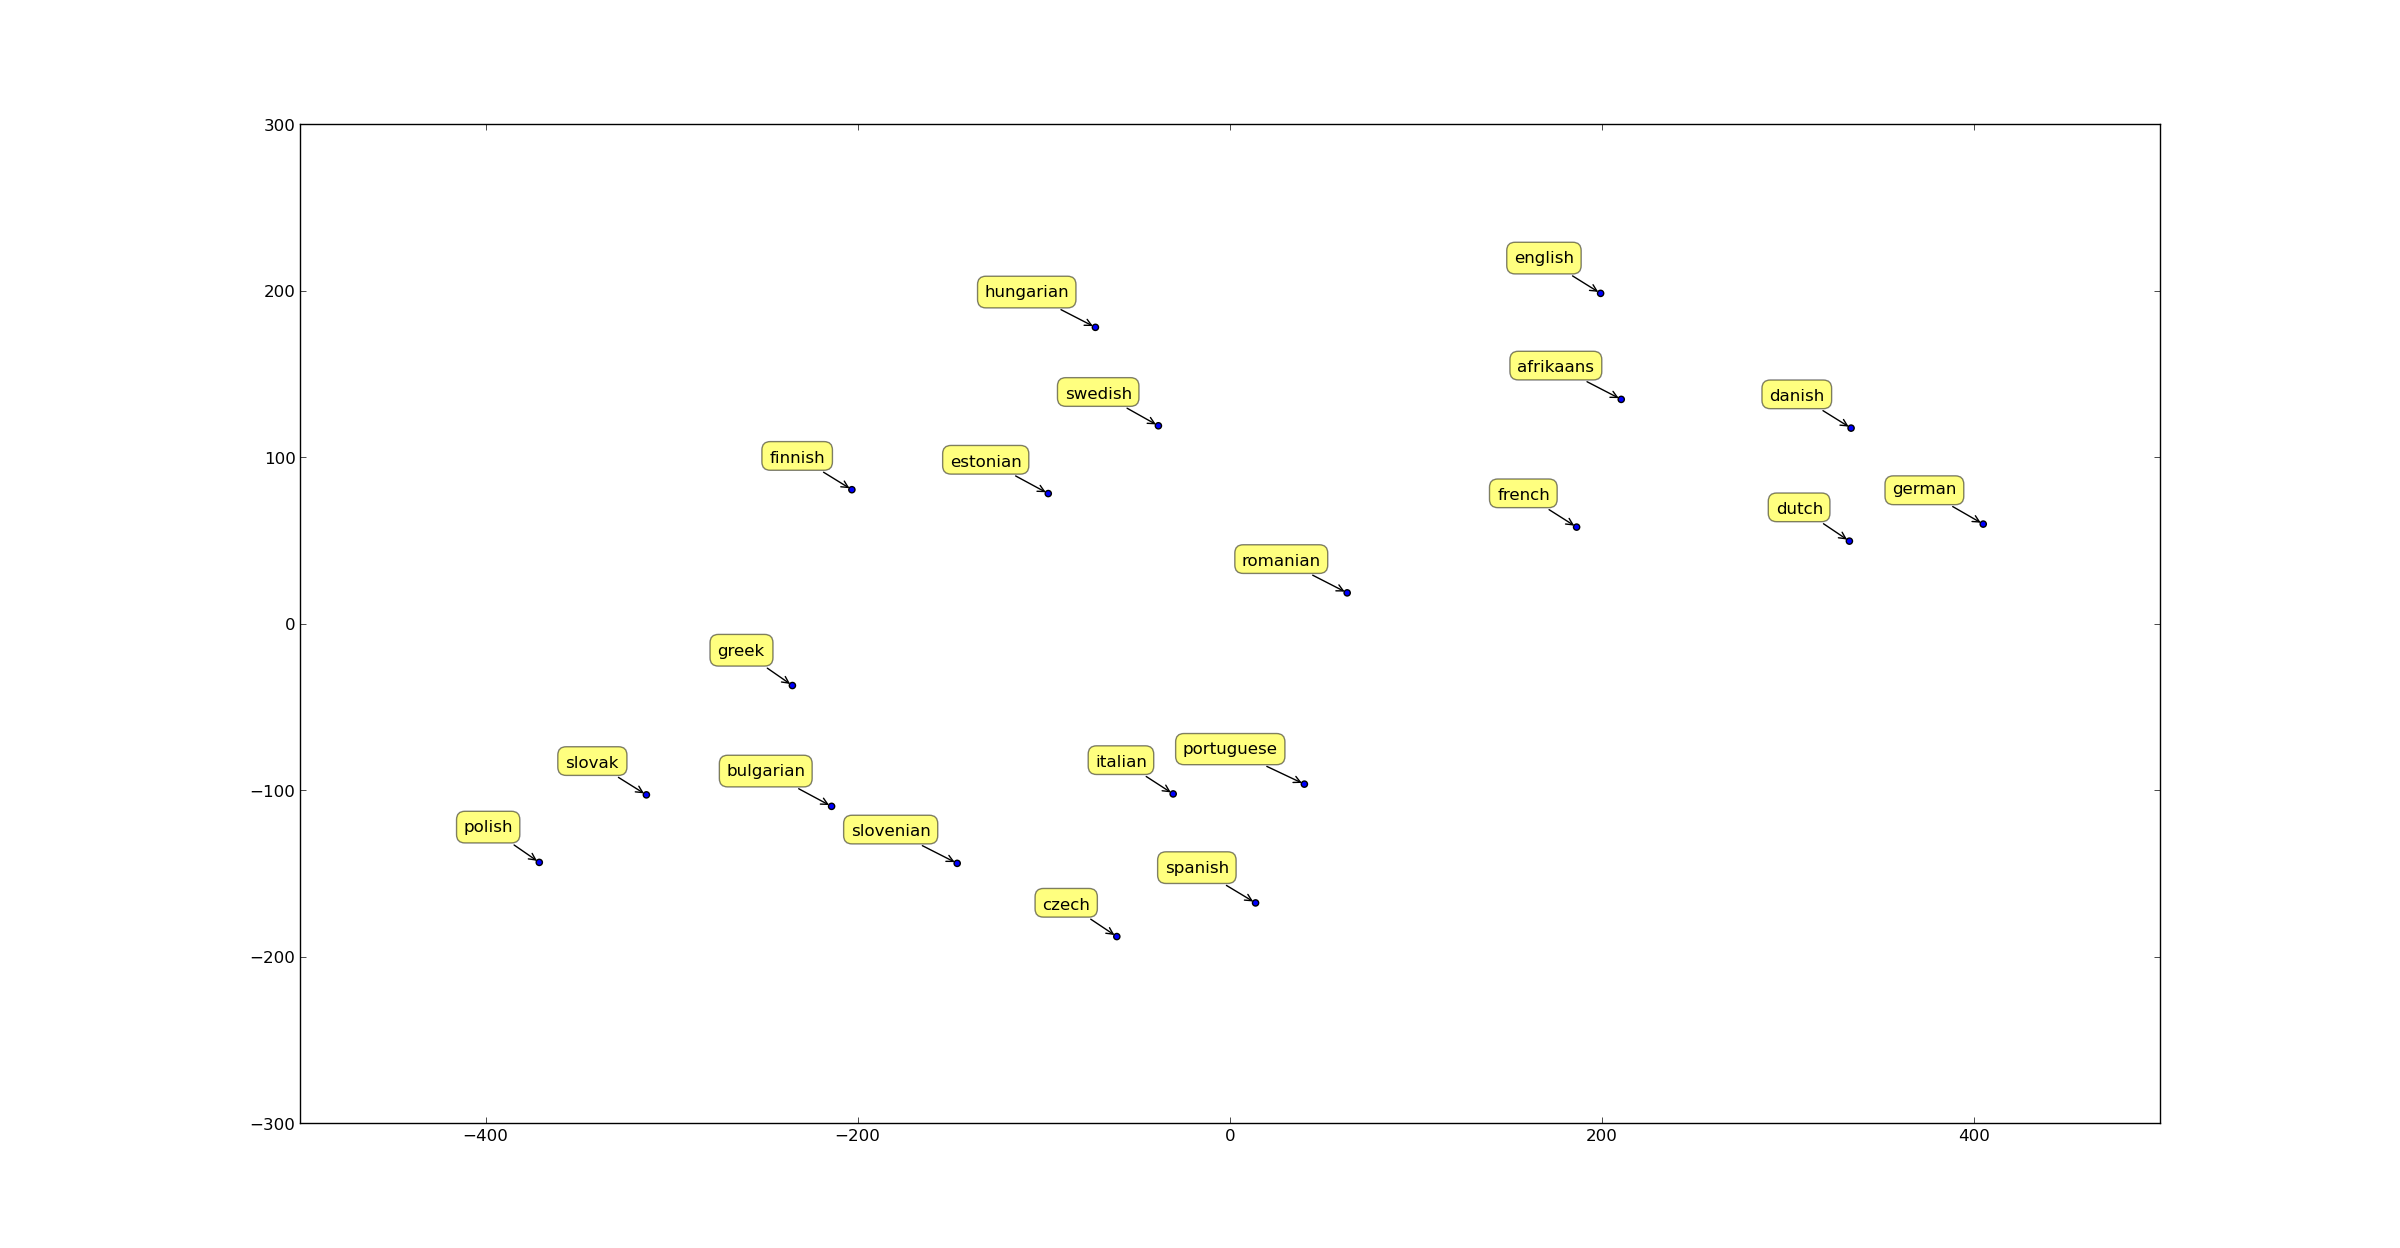 300
english
hungarian
200
afrikaans
swedish
danish
finnish
estonian
100
german
french
dutch
romanian
0
greek
portuguese
italian
slovak
bulgarian
−100
polish
slovenian
spanish
czech
−200
−300
−400
−200
0
200
400